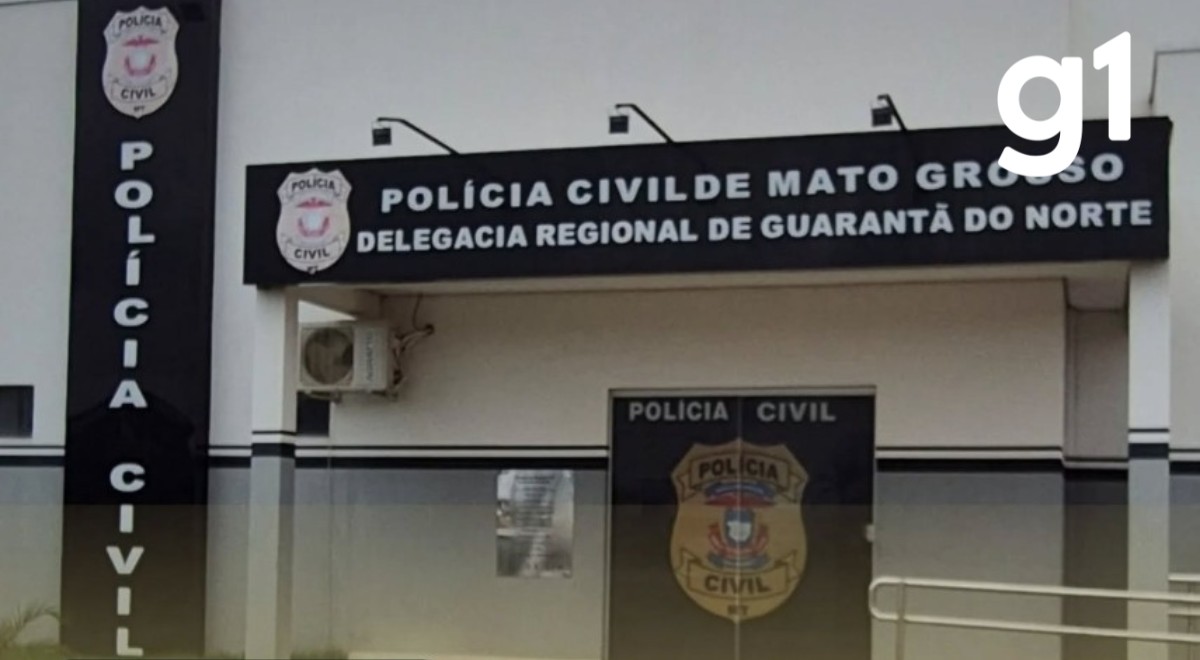 POLÍCIA
CIVIL
MT
POLÍCIA CIVIL
POLÍCIA
CIVIL
POLÍCIA CIVIL DE MATO GROSSO
DELEGACIA REGIONAL DE GUARANTÃ DO NORTE
g1
POLÍCIA CIVIL
POLÍCIA
CIVIL
MT